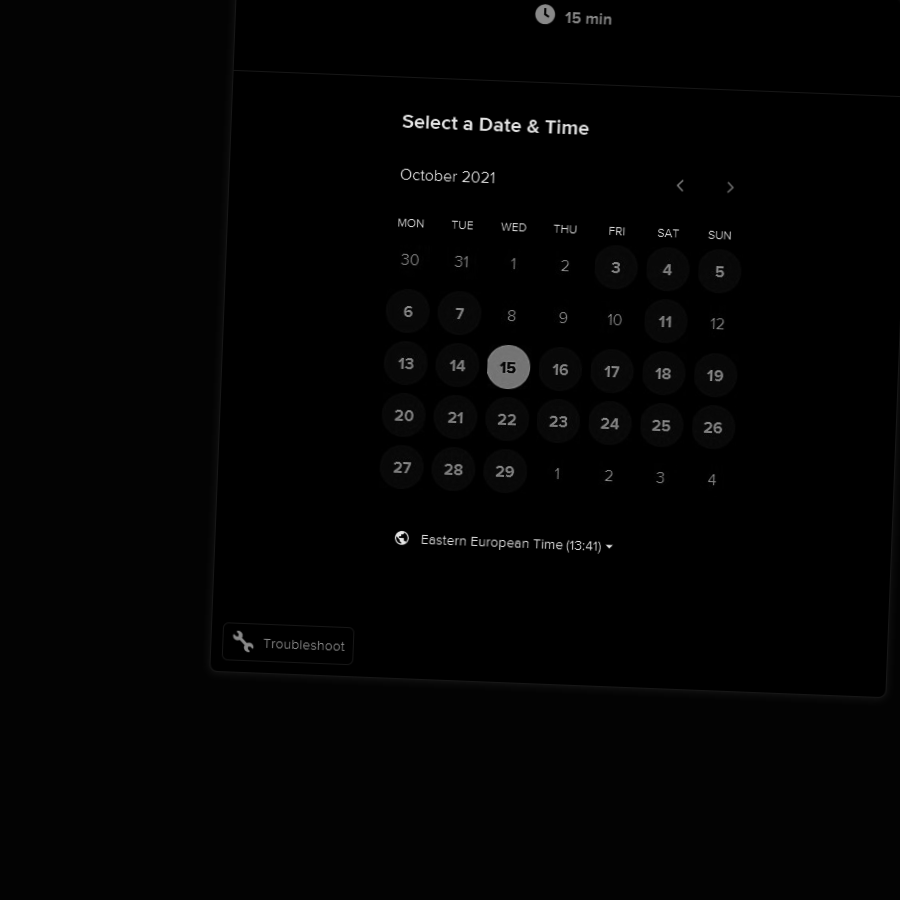 15 min
Select a Date & Time
October 2021
MON TUE WED THU FRI SAT SUN
30 31 1 2 3 4 5
6 7 8 9 10 11 12
13 14 15 16 17 18 19
20 21 22 23 24 25 26
27 28 29 1 2 3 4
Eastern European Time (13:41)
Troubleshoot